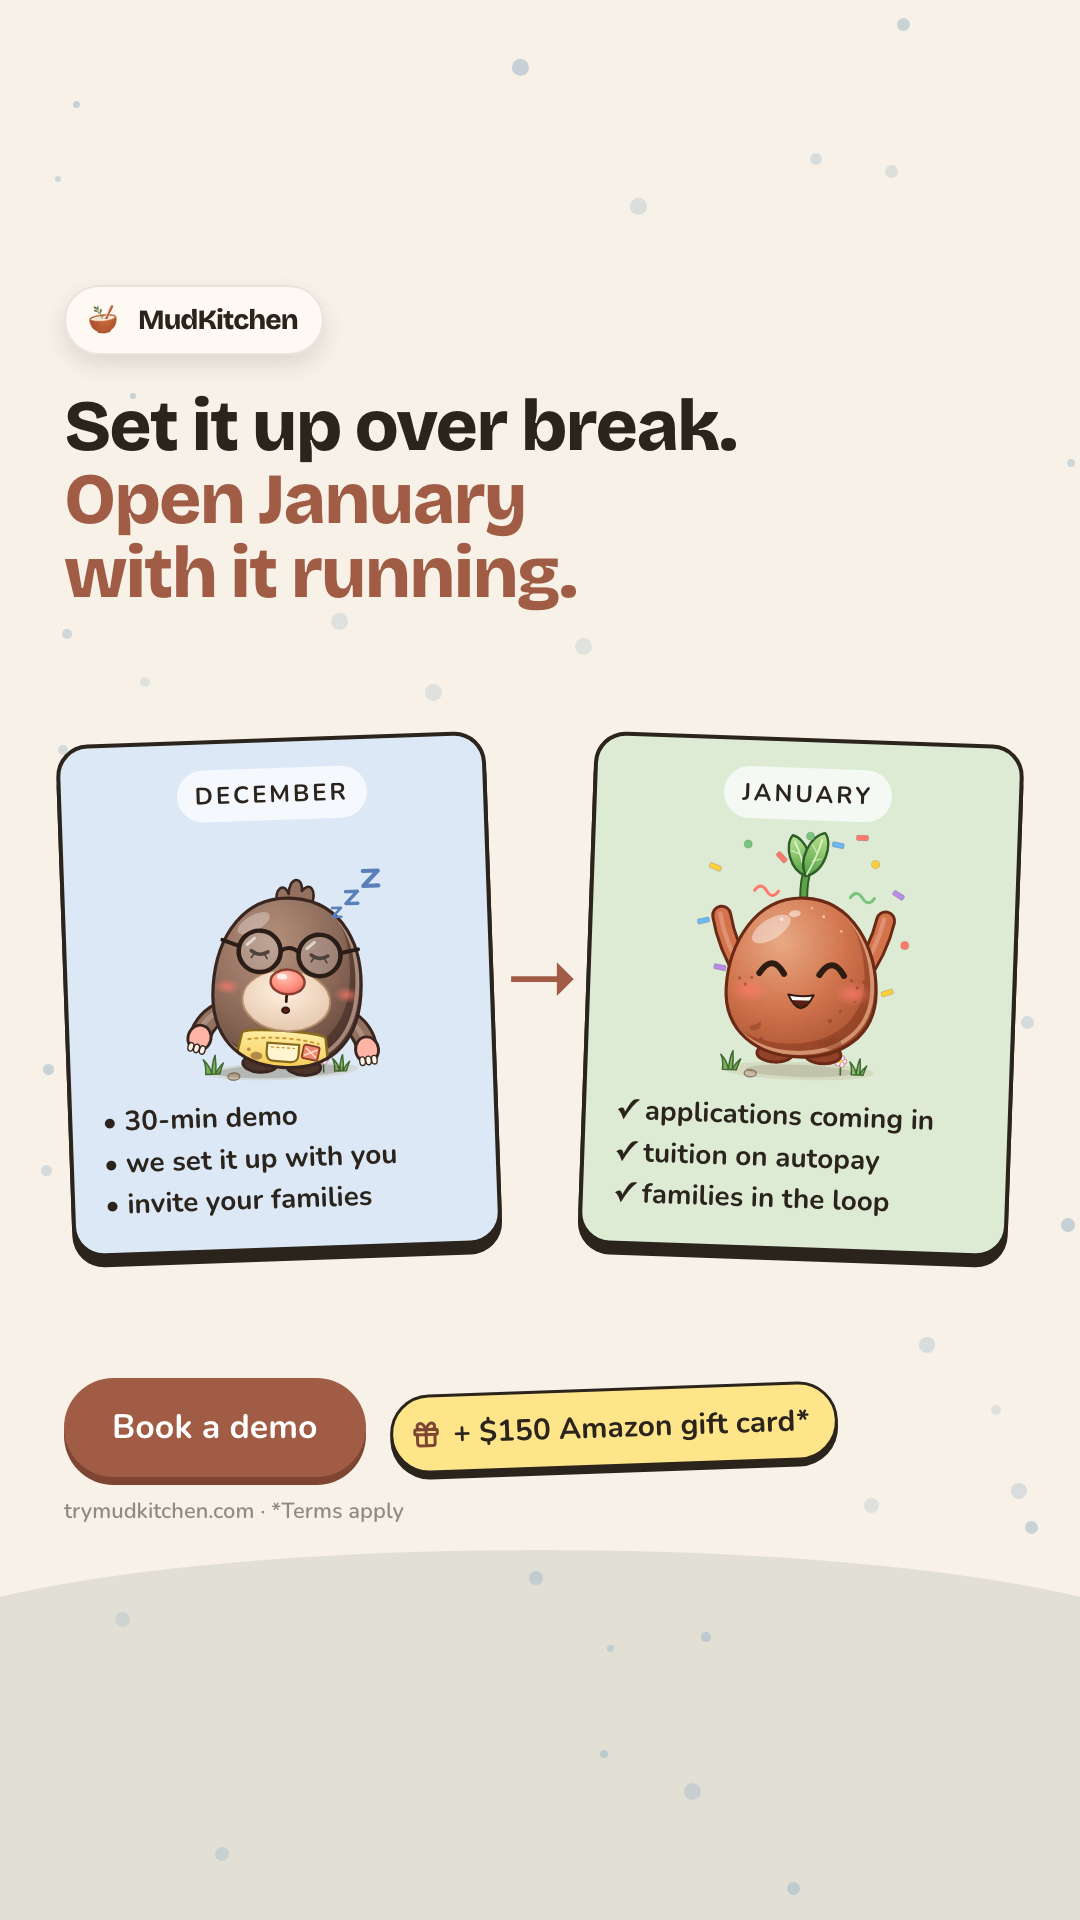 MudKitchen
Set it up over break.
Open January
with it running.
DECEMBER
z z z
• 30-min demo
• we set it up with you
• invite your families
JANUARY
✓ applications coming in
✓ tuition on autopay
✓ families in the loop
Book a demo
+ $150 Amazon gift card*
trymudkitchen.com · *Terms apply